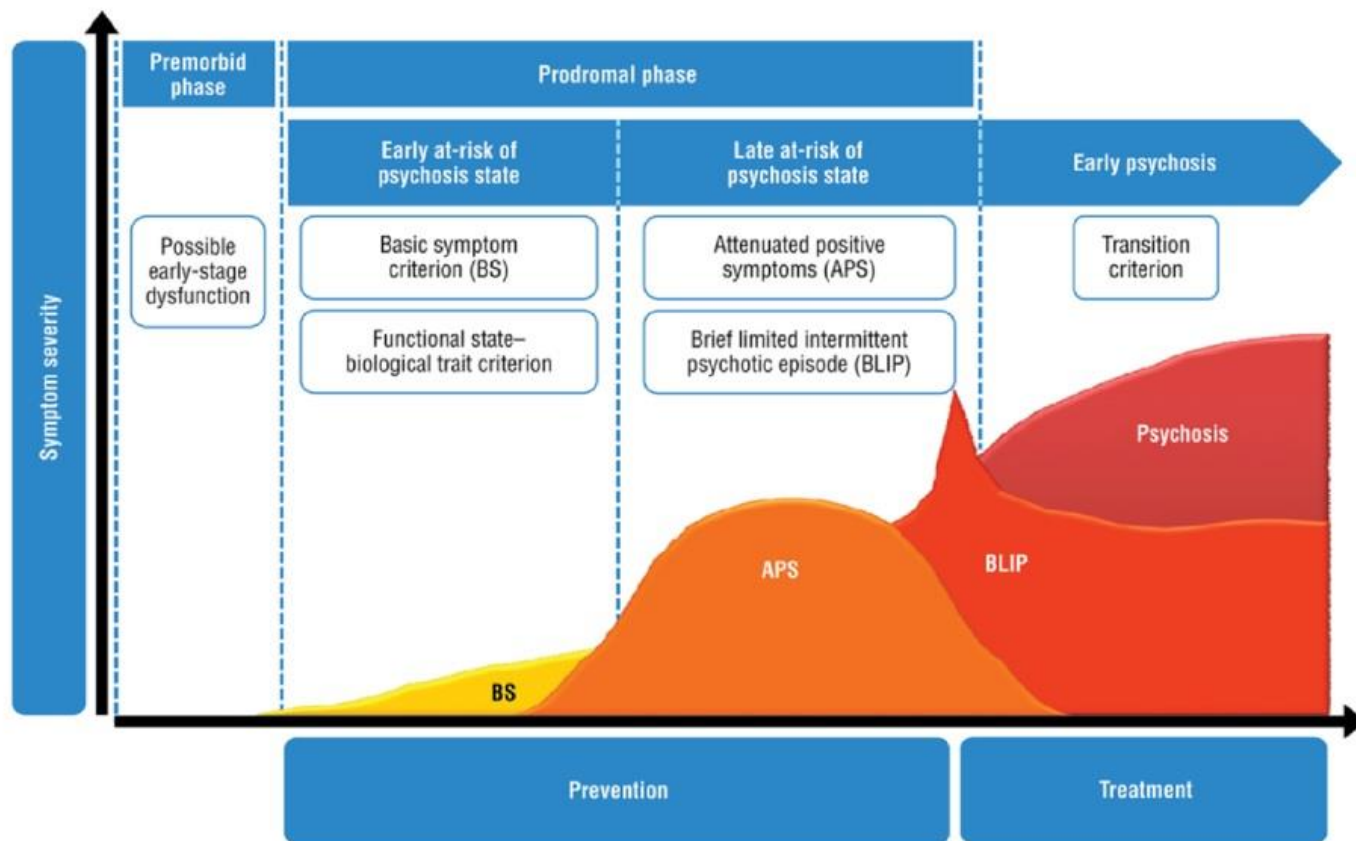 Symptom severity
Premorbid
phase
Prodromal phase
Early at-risk of
psychosis state
Late at-risk of
psychosis state
Early psychosis
Possible
early-stage
dysfunction
Basic symptom
criterion (BS)
Functional state–
biological trait criterion
Attenuated positive
symptoms (APS)
Brief limited intermittent
psychotic episode (BLIP)
Transition
criterion
BS
APS
BLIP
Psychosis
Prevention
Treatment